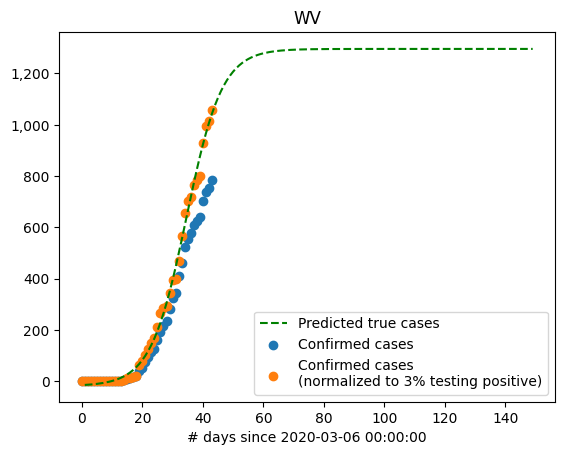 WV
1,200
1,000
800
600
400
200
0
Predicted true cases
Confirmed cases
Confirmed cases
(normalized to 3% testing positive)
0 20 40 60 80 100 120 140
# days since 2020-03-06 00:00:00